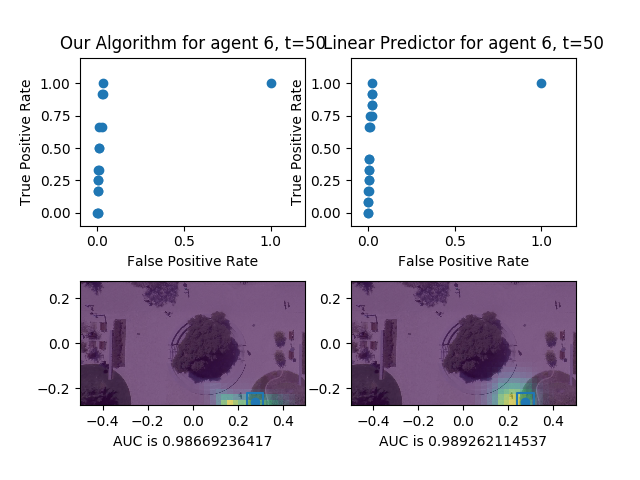 Our Algorithm for agent 6, t=50
Linear Predictor for agent 6, t=50
True Positive Rate
1.00
0.75
0.50
0.25
0.00
0.0 0.5 1.0
False Positive Rate
True Positive Rate
1.00
0.75
0.50
0.25
0.00
0.0 0.5 1.0
False Positive Rate
0.2
0.0
−0.2
−0.4 −0.2 0.0 0.2 0.4
AUC is 0.98669236417
0.2
0.0
−0.2
−0.4 −0.2 0.0 0.2 0.4
AUC is 0.989262114537